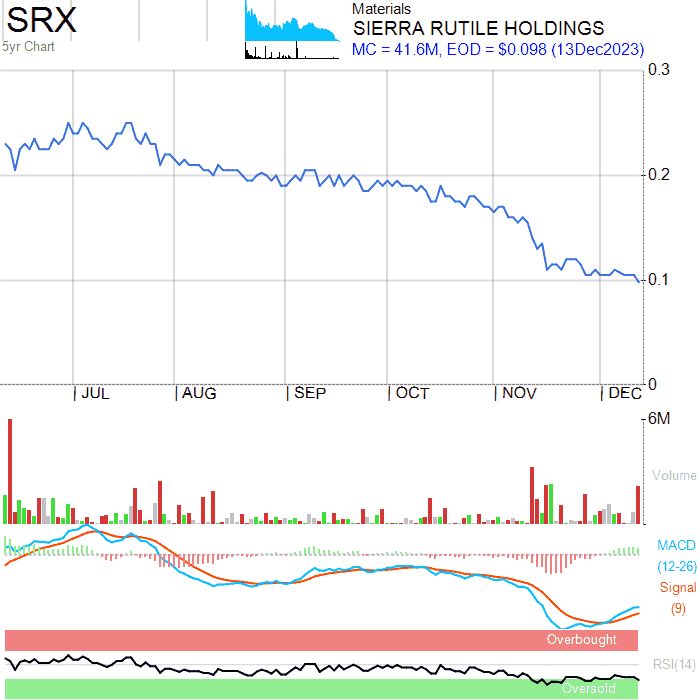 SRX
5yr Chart
Materials
SIERRA RUTILE HOLDINGS
MC = 41.6M, EOD = $0.098 (13Dec2023)
0.3
0.2
0.1
0
JUL AUG SEP OCT NOV DEC
6M
Volume
MACD
(12-26)
Signal
(9)
Overbought
RSI(14)
Oversold